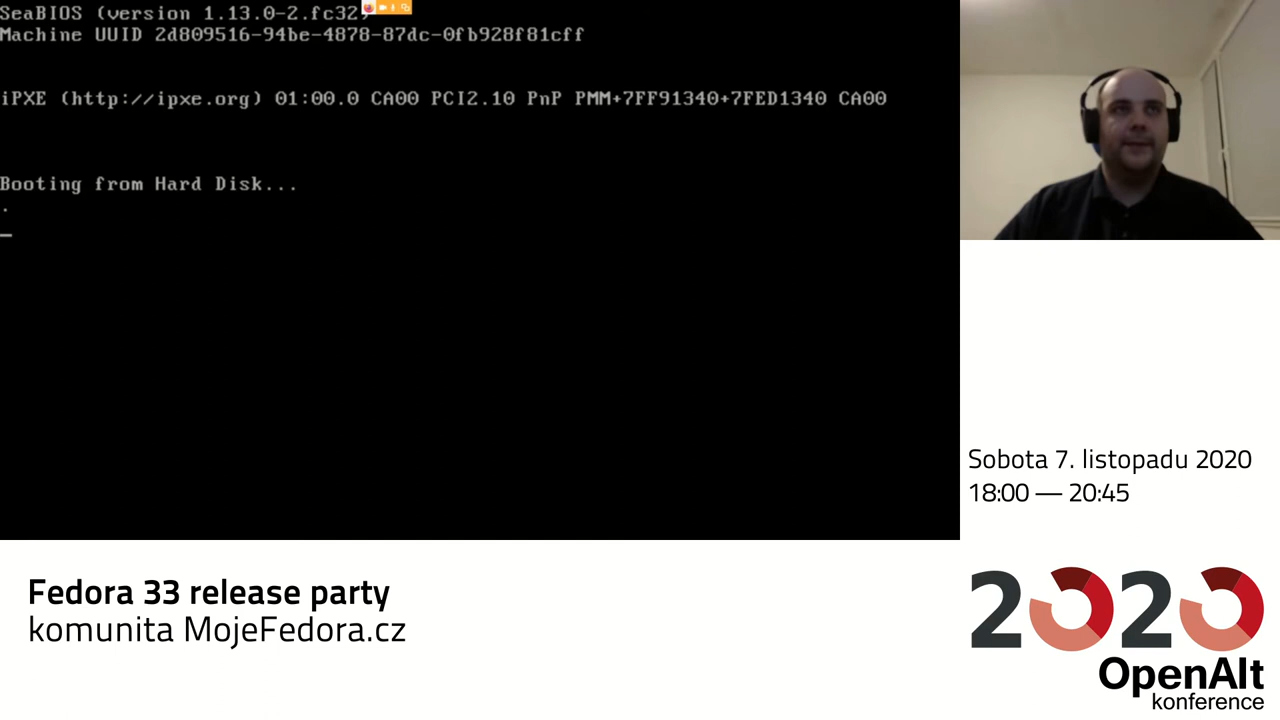 SeaBIOS (version 1.13.0-2.fc32)
Machine UUID 2d809516-94be-4878-87dc-0fb928f81cff
iPXE (http://ipxe.org) 01:00.0 CA00 PCI2.10 PnP PMM+7FF91340+7FED1340 CA00
Booting from Hard Disk...
.
_
Sobota 7. listopadu 2020
18:00 — 20:45
Fedora 33 release party
komunita MojeFedora.cz
2020
OpenAlt
konference